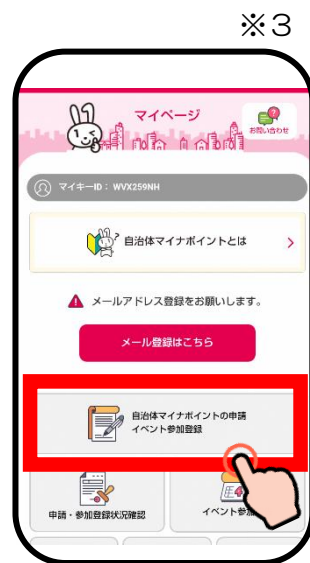 ※3
マイページ
お問い合わせ
マイキーID: WVX259NH
自治体マイナポイントとは
メールアドレス登録をお願いします。
メール登録はこちら
自治体マイナポイントの申請
イベント参加登録
申請・参加登録状況確認
イベント参加